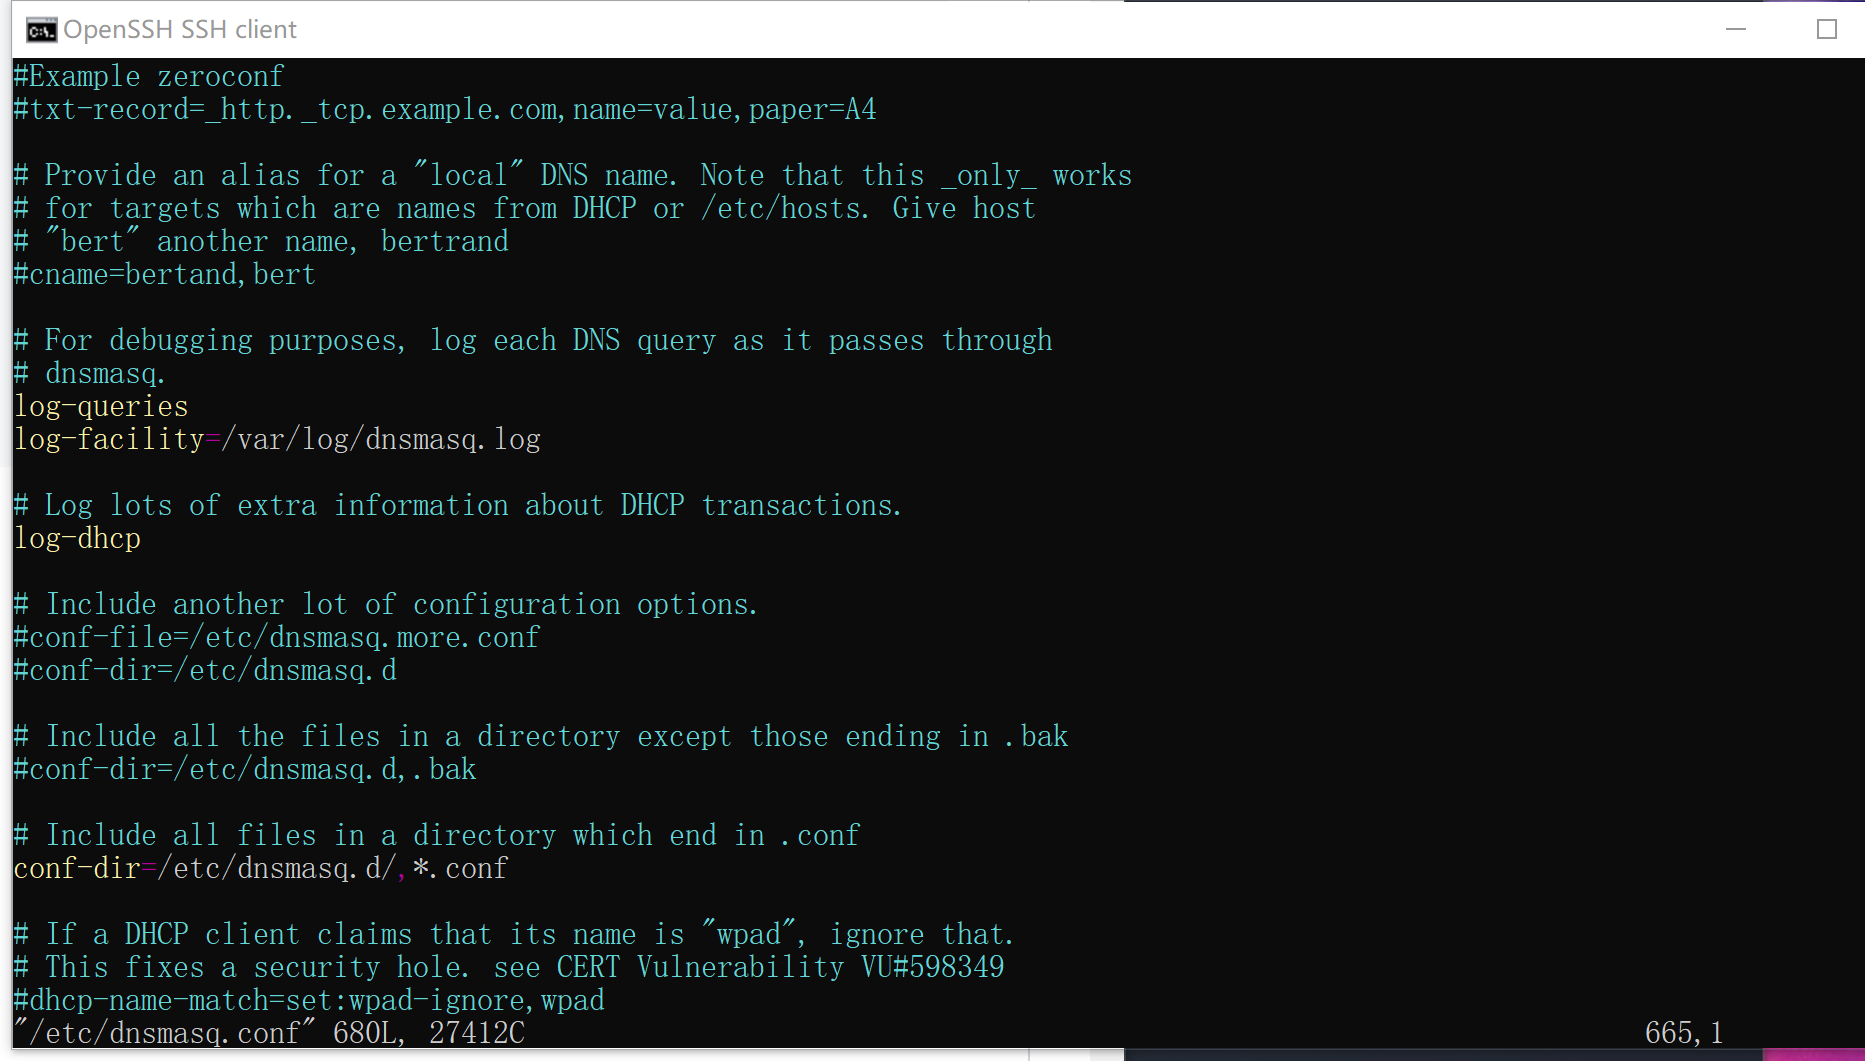 OpenSSH SSH client
#Example zeroconf
#txt-record=_http._tcp.example.com,name=value,paper=A4
# Provide an alias for a "local" DNS name. Note that this _only_ works
# for targets which are names from DHCP or /etc/hosts. Give host
# "bert" another name, bertrand
#cname=bertand,bert
# For debugging purposes, log each DNS query as it passes through
# dnsmasq.
log-queries
log-facility=/var/log/dnsmasq.log
# Log lots of extra information about DHCP transactions.
log-dhcp
# Include another lot of configuration options.
#conf-file=/etc/dnsmasq.more.conf
#conf-dir=/etc/dnsmasq.d
# Include all the files in a directory except those ending in .bak
#conf-dir=/etc/dnsmasq.d,.bak
# Include all files in a directory which end in .conf
conf-dir=/etc/dnsmasq.d/,*.conf
# If a DHCP client claims that its name is "wpad", ignore that.
# This fixes a security hole. see CERT Vulnerability VU#598349
#dhcp-name-match=set:wpad-ignore,wpad
"/etc/dnsmasq.conf" 680L, 27412C 665,1